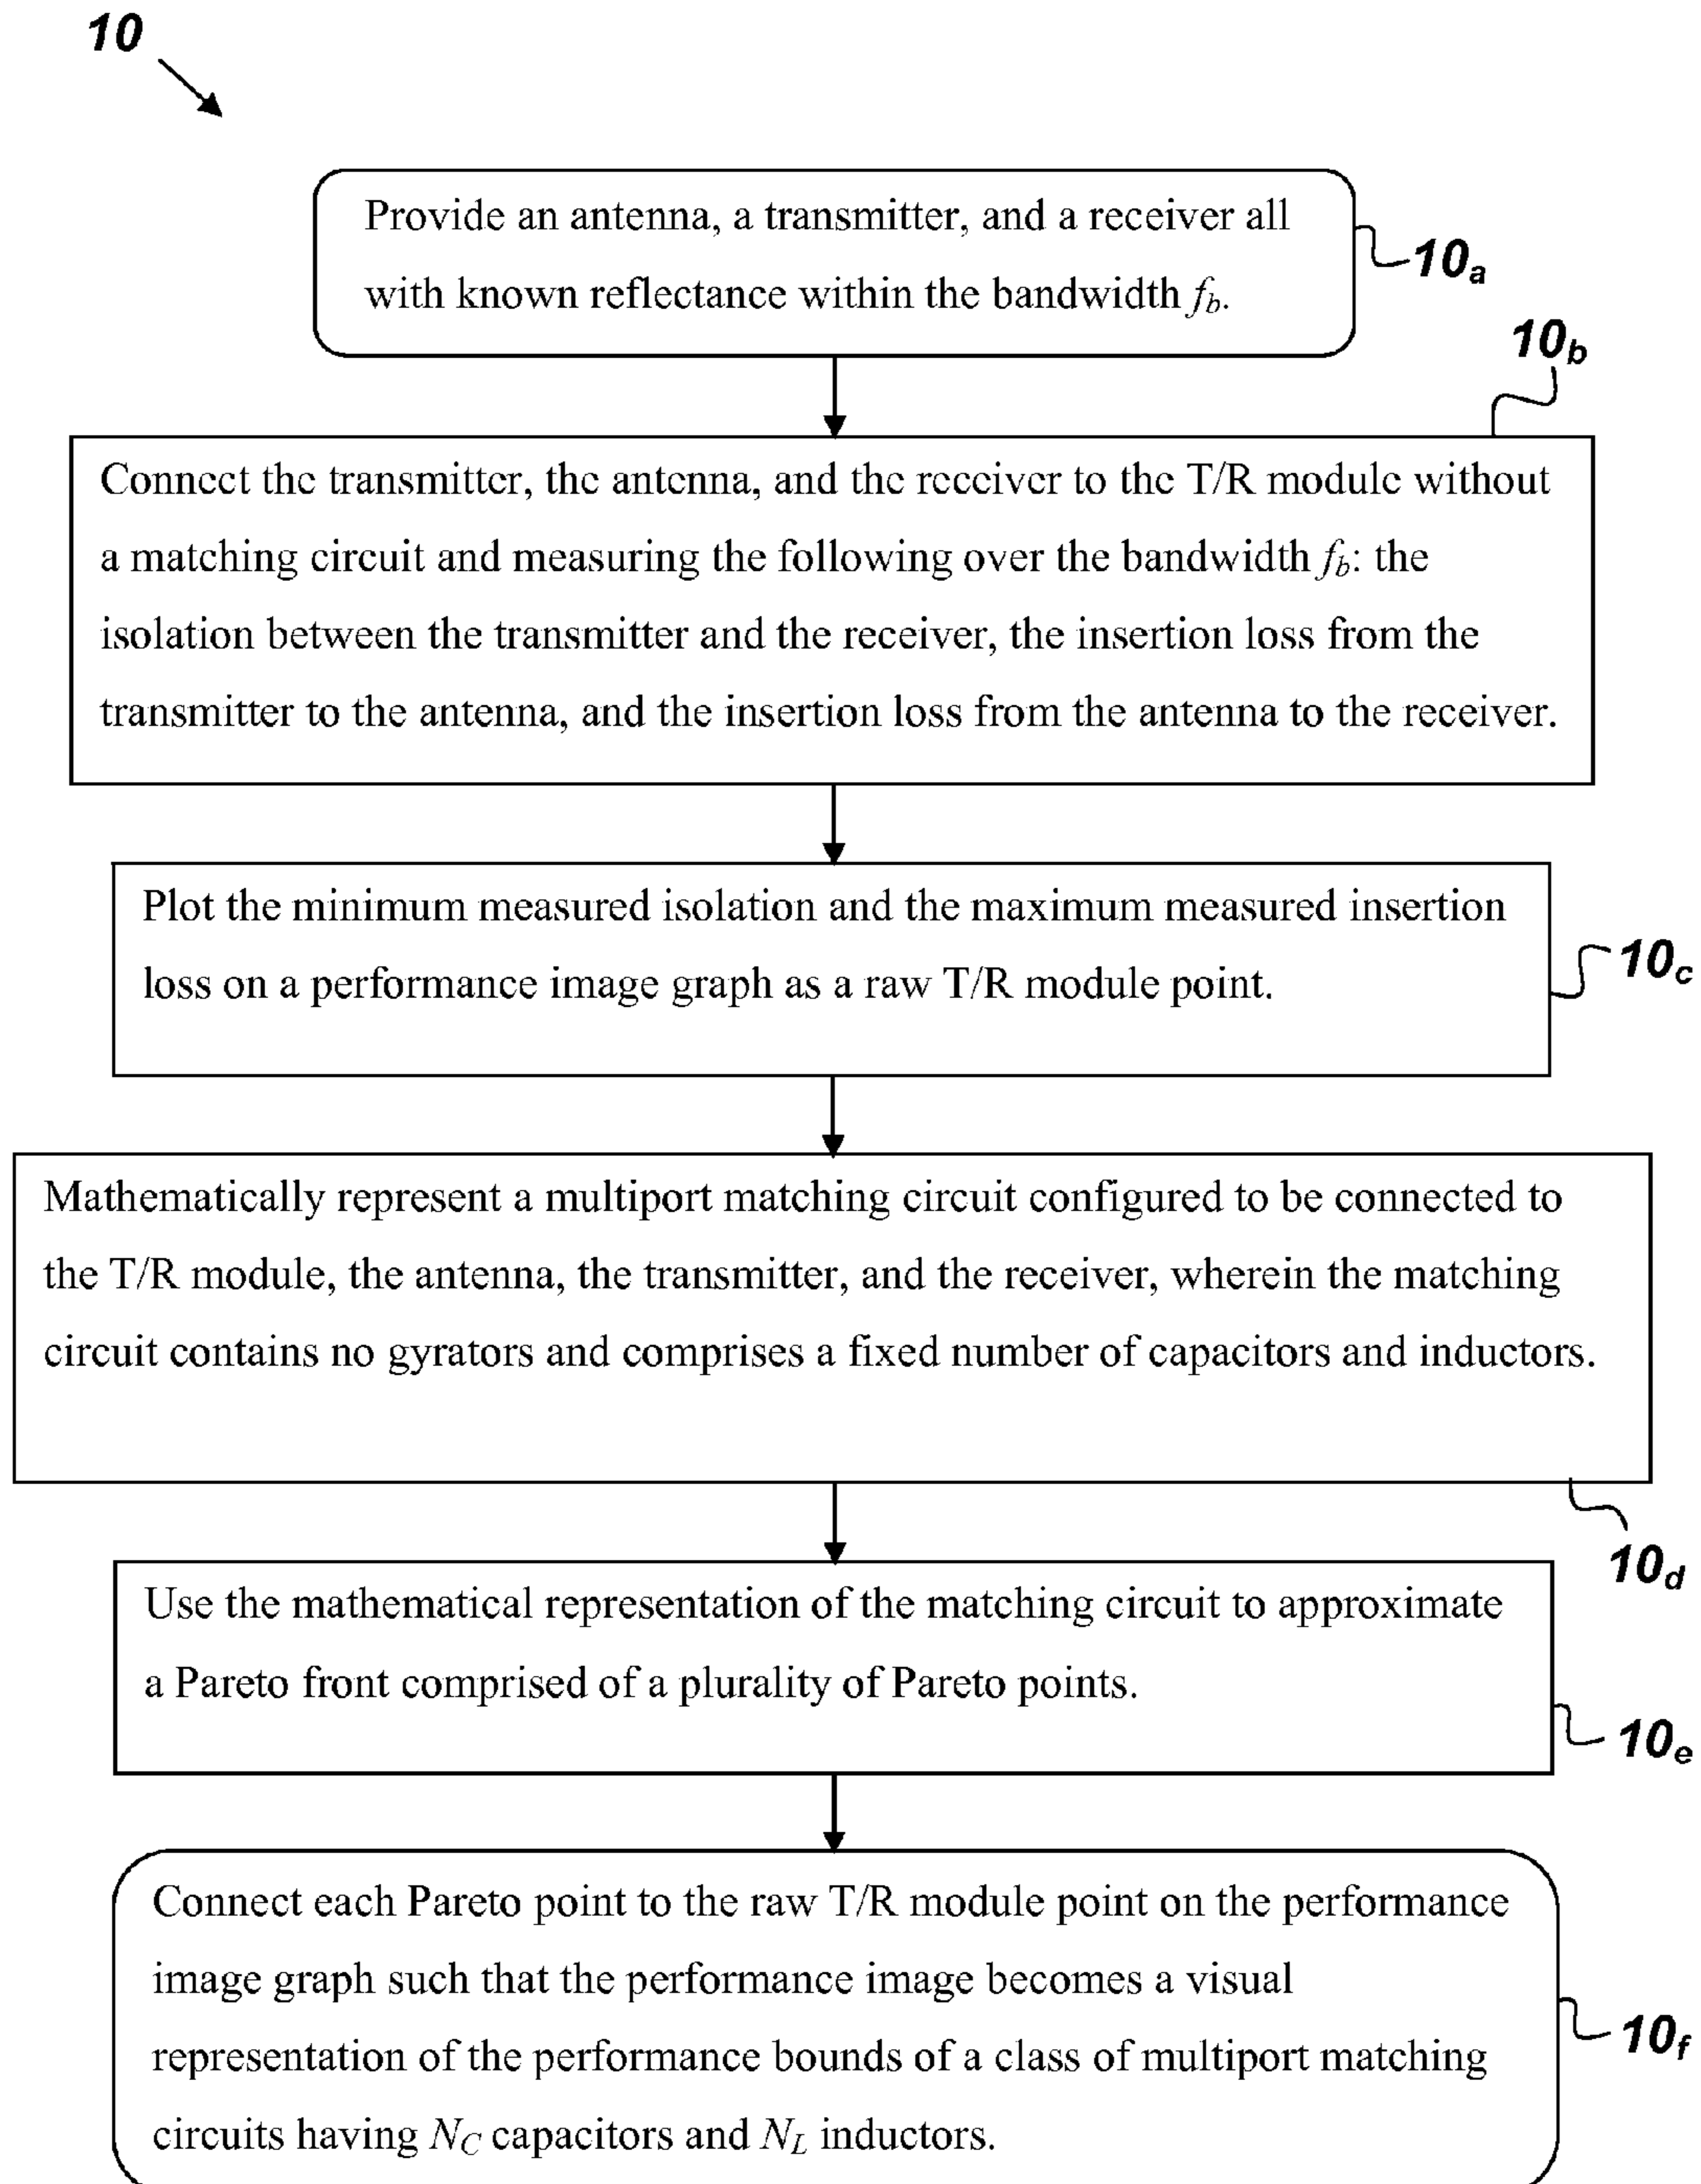 10
Provide an antenna, a transmitter, and a receiver all
with known reflectance within the bandwidth fb.
10a
10b
Connect the transmitter, the antenna, and the receiver to the T/R module without
a matching circuit and measuring the following over the bandwidth fb: the
isolation between the transmitter and the receiver, the insertion loss from the
transmitter to the antenna, and the insertion loss from the antenna to the receiver.
Plot the minimum measured isolation and the maximum measured insertion
loss on a performance image graph as a raw T/R module point.
10c
Mathematically represent a multiport matching circuit configured to be connected to
the T/R module, the antenna, the transmitter, and the receiver, wherein the matching
circuit contains no gyrators and comprises a fixed number of capacitors and inductors.
10d
Use the mathematical representation of the matching circuit to approximate
a Pareto front comprised of a plurality of Pareto points.
10e
Connect each Pareto point to the raw T/R module point on the performance
image graph such that the performance image becomes a visual
representation of the performance bounds of a class of multiport matching
circuits having NC capacitors and NL inductors.
10f